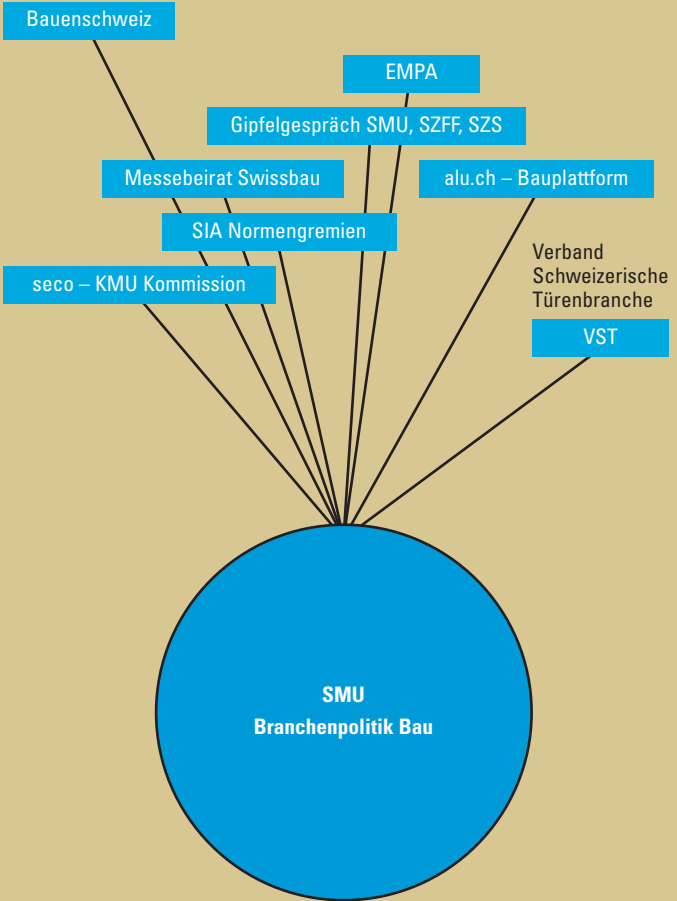 Bauenschweiz
EMPA
Gipfelgespräch SMU, SZFF, SZS
Messebeirat Swissbau
alu.ch – Bauplattform
SIA Normengremien
Verband
Schweizerische
Türenbranche
seco – KMU Kommission
VST
SMU
Branchenpolitik Bau